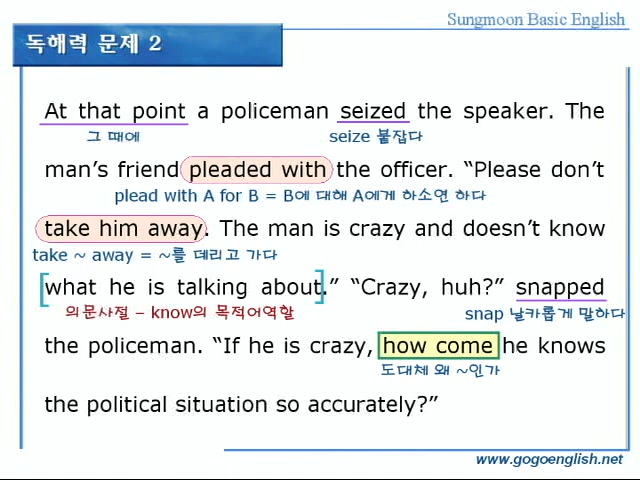 Sungmoon Basic English
독해력 문제 2
At that point a policeman seized the speaker. The
그 때에 seize 붙잡다
man's friend pleaded with the officer. "Please don't
plead with A for B = B에 대해 A에게 하소연 하다
take him away. The man is crazy and doesn't know
take ~ away = ~를 데리고 가다
[what he is talking about.]" "Crazy, huh?" snapped
의문사절 – know의 목적어역할 snap 날카롭게 말하다
the policeman. "If he is crazy, how come he knows
도대체 왜 ~인가
the political situation so accurately?"
www.gogoenglish.net